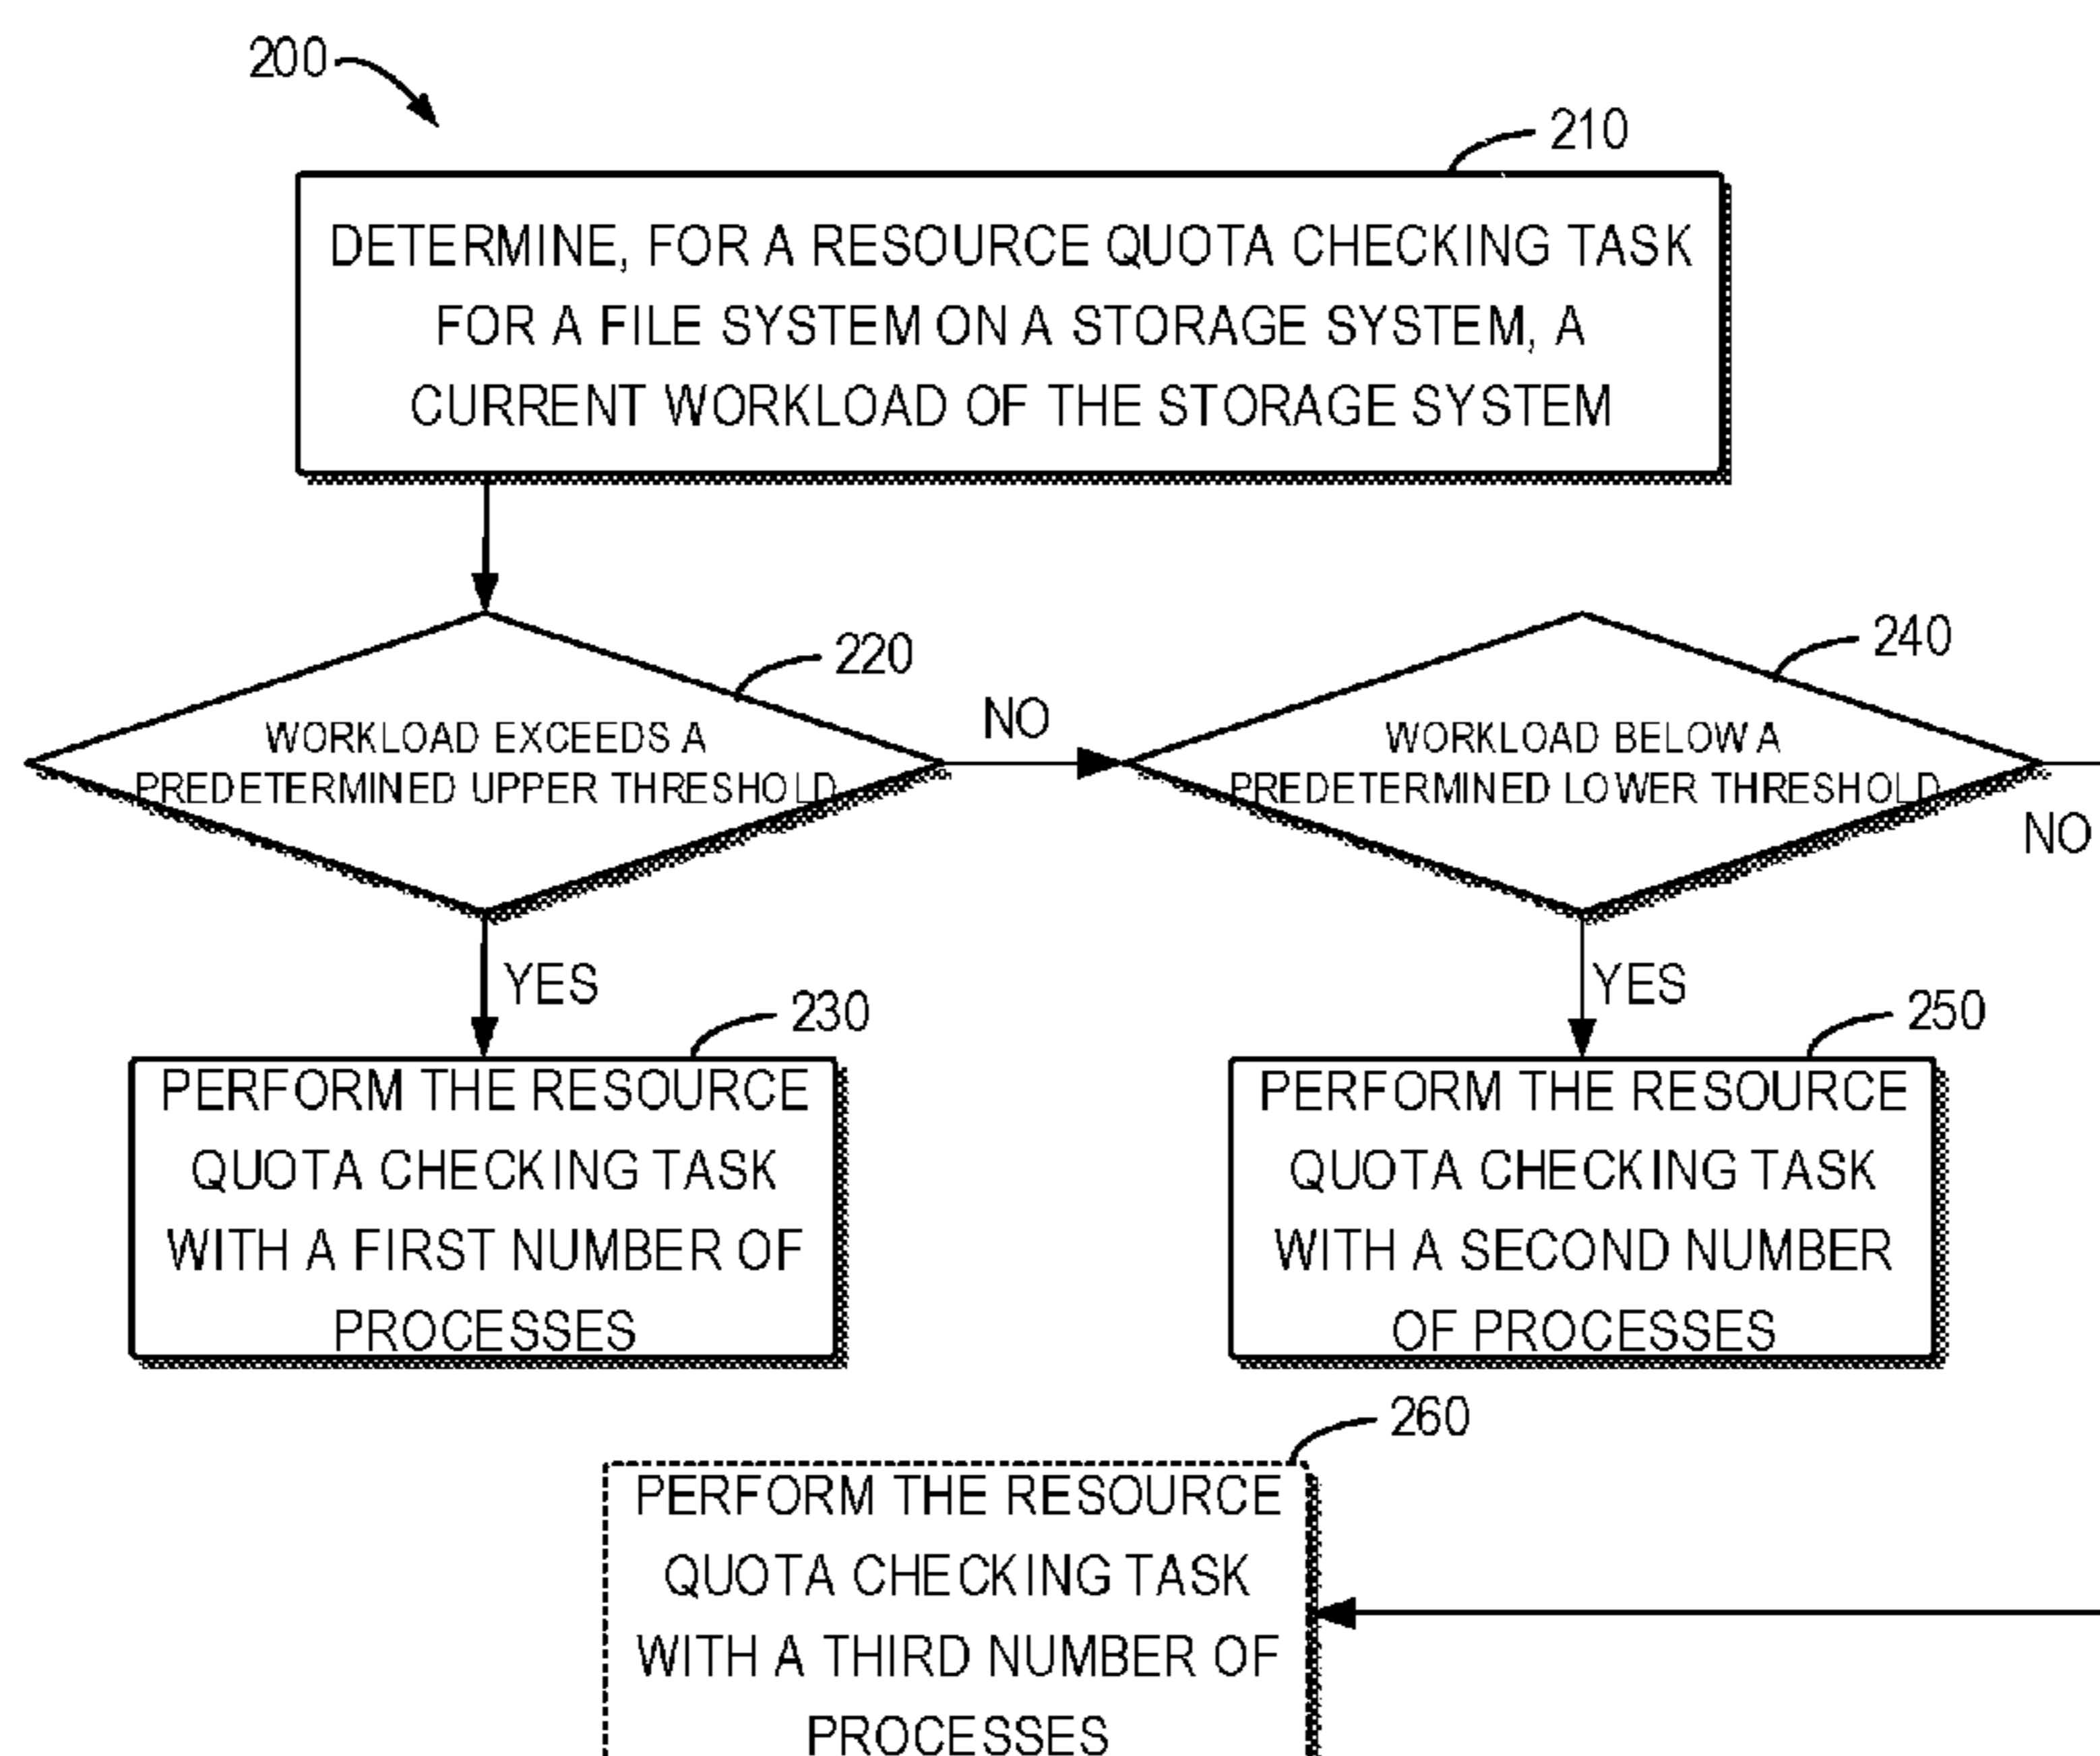 200
210
DETERMINE, FOR A RESOURCE QUOTA CHECKING TASK
FOR A FILE SYSTEM ON A STORAGE SYSTEM, A
CURRENT WORKLOAD OF THE STORAGE SYSTEM
220
WORKLOAD EXCEEDS A
PREDETERMINED UPPER THRESHOLD
NO
240
WORKLOAD BELOW A
PREDETERMINED LOWER THRESHOLD
NO
YES
230
PERFORM THE RESOURCE
QUOTA CHECKING TASK
WITH A FIRST NUMBER OF
PROCESSES
YES
250
PERFORM THE RESOURCE
QUOTA CHECKING TASK
WITH A SECOND NUMBER
OF PROCESSES
260
PERFORM THE RESOURCE
QUOTA CHECKING TASK
WITH A THIRD NUMBER OF
PROCESSES